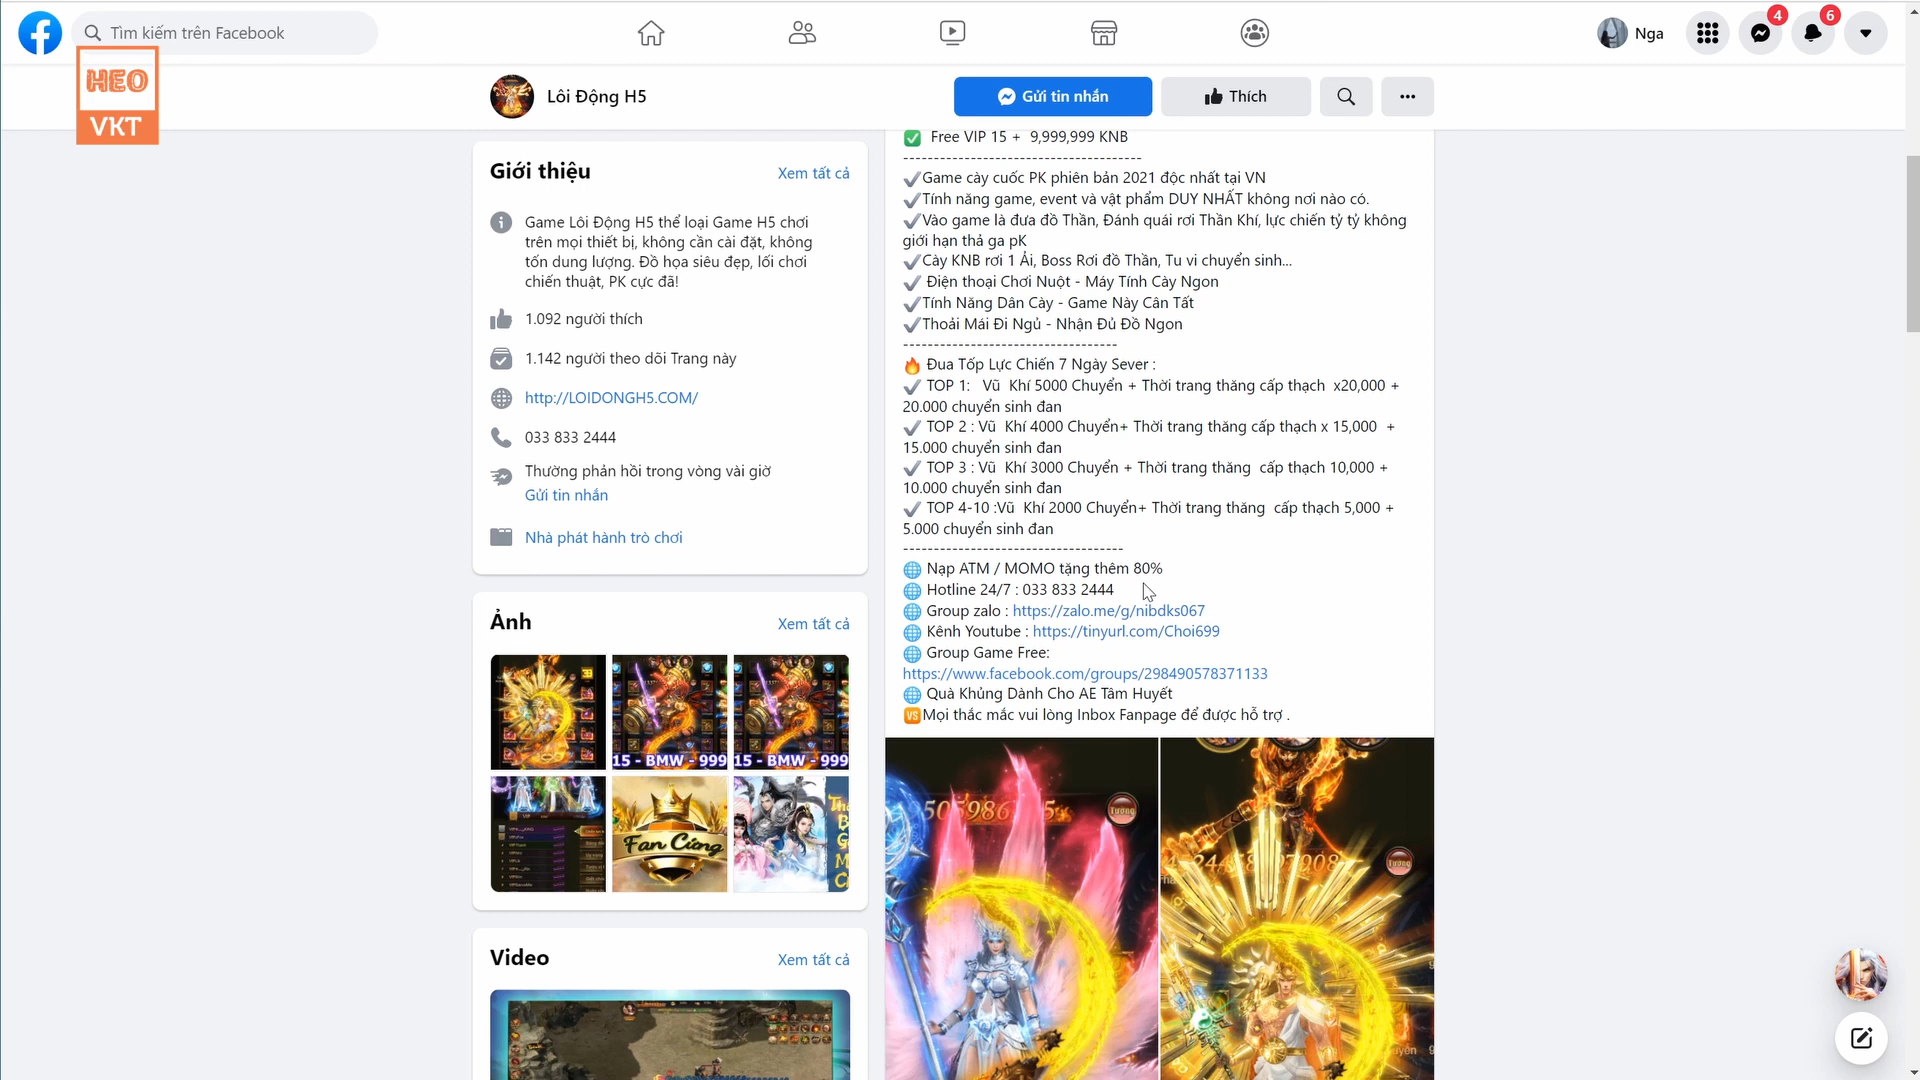 Tìm kiếm trên Facebook
Nga
4
6
HEO
VKT
Lôi Động H5
Gửi tin nhắn
Thích
Giới thiệu
Xem tất cả
Game Lôi Động H5 thể loại Game H5 chơi
trên mọi thiết bị, không cần cài đặt, không
tốn dung lượng. Đồ họa siêu đẹp, lối chơi
chiến thuật, PK cực đã!
1.092 người thích
1.142 người theo dõi Trang này
http://LOIDONGH5.COM/
033 833 2444
Thường phản hồi trong vòng vài giờ
Gửi tin nhắn
Nhà phát hành trò chơi
Ảnh
Xem tất cả
15 - BMW - 999
15 - BMW - 999
Fan Cứng
Video
Xem tất cả
Free VIP 15 + 9,999,999 KNB
---------------------------------------
Game cày cuốc PK phiên bản 2021 độc nhất tại VN
Tính năng game, event và vật phẩm DUY NHẤT không nơi nào có.
Vào game là đưa đồ Thần, Đánh quái rơi Thần Khí, lực chiến tỷ tỷ không
giới hạn thả ga pK
Cày KNB rơi 1 Ải, Boss Rơi đồ Thần, Tu vi chuyển sinh...
Điện thoại Chơi Nuột - Máy Tính Cày Ngon
Tính Năng Dân Cày - Game Này Cân Tất
Thoải Mái Đi Ngủ - Nhận Đủ Đồ Ngon
-----------------------------------
Đua Tốp Lực Chiến 7 Ngày Sever :
TOP 1: Vũ Khí 5000 Chuyển + Thời trang thăng cấp thạch x20,000 +
20.000 chuyển sinh đan
TOP 2 : Vũ Khí 4000 Chuyển+ Thời trang thăng cấp thạch x 15,000 +
15.000 chuyển sinh đan
TOP 3 : Vũ Khí 3000 Chuyển + Thời trang thăng cấp thạch 10,000 +
10.000 chuyển sinh đan
TOP 4-10 :Vũ Khí 2000 Chuyển+ Thời trang thăng cấp thạch 5,000 +
5.000 chuyển sinh đan
------------------------------------
Nạp ATM / MOMO tặng thêm 80%
Hotline 24/7 : 033 833 2444
Group zalo : https://zalo.me/g/nibdks067
Kênh Youtube : https://tinyurl.com/Choi699
Group Game Free:
https://www.facebook.com/groups/298490578371133
Quà Khủng Dành Cho AE Tâm Huyết
VS Mọi thắc mắc vui lòng Inbox Fanpage để được hỗ trợ .
Tướng
Tướng